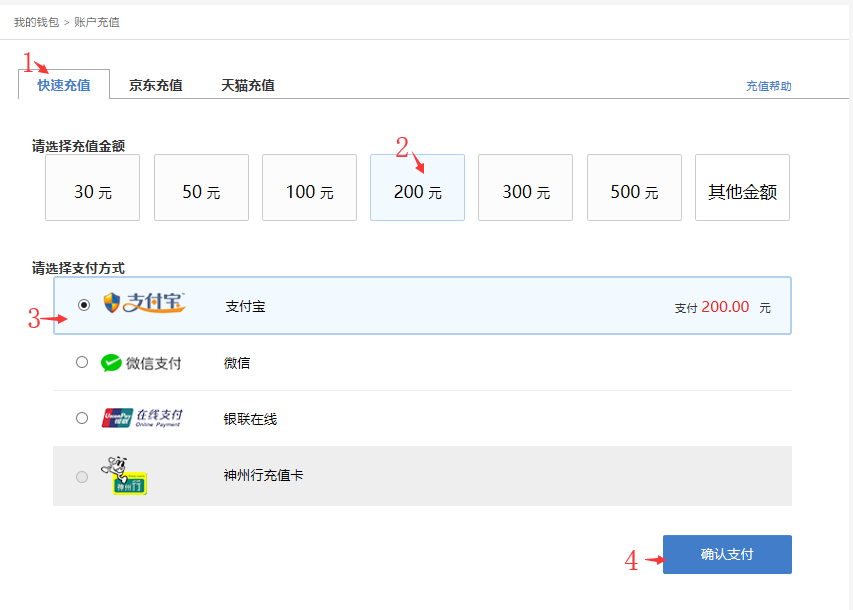 我的钱包 > 账户充值
1
快速充值 京东充值 天猫充值 充值帮助
请选择充值金额
2
30 元 50 元 100 元 200 元 300 元 500 元 其他金额
请选择支付方式
支付宝 支付宝 支付 200.00 元
3
微信支付 微信
UnionPay 银联 在线支付 Online Payment 银联在线
神州行 神州行充值卡
4 确认支付